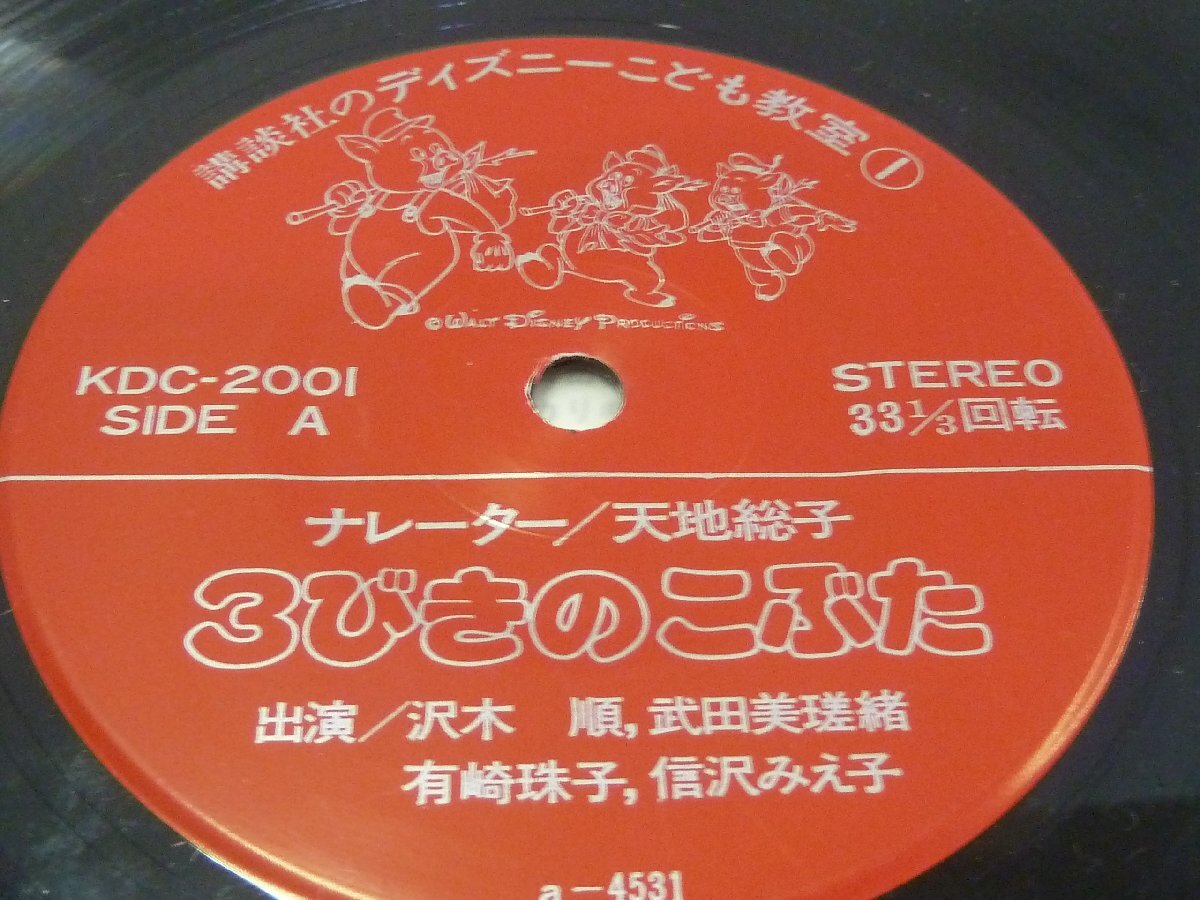 講談社のディズニーこども教室①
©WALT DISNEY PRODUCTIONS
KDC-2001
SIDE A
STEREO
33 1/3回転
ナレーター/天地総子
3びきのこぶた
出演/沢木 順,武田美瑳緒
有崎珠子,信沢みえ子
a-4531